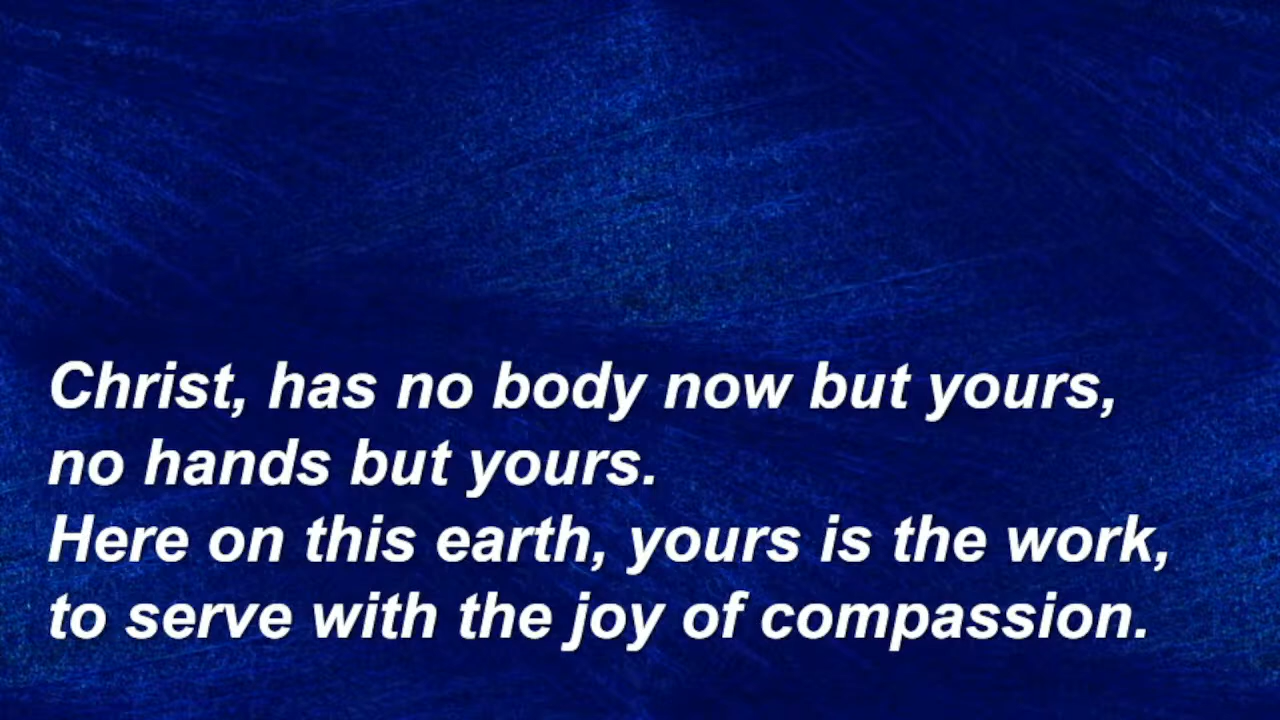 Christ, has no body now but yours,
no hands but yours.
Here on this earth, yours is the work,
to serve with the joy of compassion.